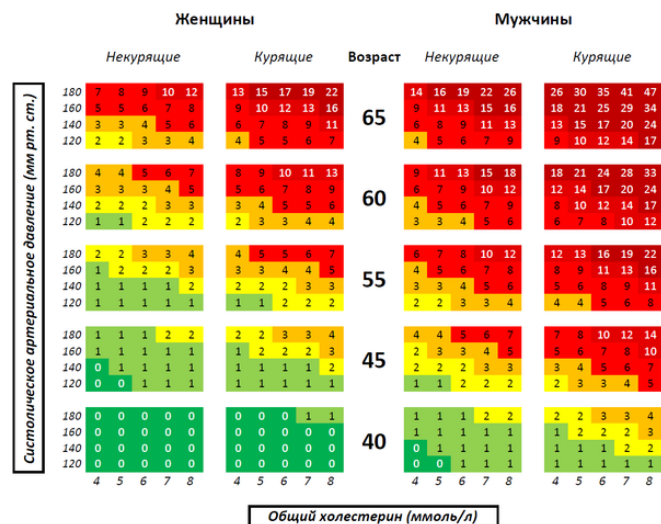 Женщины Мужчины
Некурящие Курящие Возраст Некурящие Курящие
Систолическое артериальное давление (мм рт. ст.)
180 7 8 9 10 12 13 15 17 19 22 14 16 19 22 26 26 30 35 41 47
160 5 5 6 7 8 9 10 12 13 16 9 11 13 15 16 18 21 25 29 34
65
140 3 3 4 5 6 6 7 8 9 11 6 8 9 11 13 13 15 17 20 24
120 2 2 3 3 4 4 5 5 6 7 4 5 6 7 9 9 10 12 14 17
180 4 4 5 6 7 8 9 10 11 13 9 11 13 15 18 18 21 24 28 33
160 3 3 3 4 5 5 6 7 8 9 6 7 9 10 12 12 14 17 20 24
60
140 2 2 2 3 3 3 4 5 5 6 4 5 6 7 9 8 10 12 14 17
120 1 1 2 2 2 2 3 3 4 4 3 3 4 5 6 6 7 8 10 12
180 2 2 3 3 4 4 5 5 6 7 6 7 8 10 12 12 13 16 19 22
160 1 2 2 2 3 3 3 4 4 5 4 5 6 7 8 8 9 11 13 16
55
140 1 1 1 1 2 2 2 2 3 3 3 3 4 5 6 5 6 8 9 11
120 1 1 1 1 1 1 1 2 2 2 2 2 3 3 4 4 4 5 6 8
180 1 1 1 2 2 2 2 3 3 4 4 4 5 6 7 7 8 10 12 14
160 1 1 1 1 1 1 2 2 2 3 2 3 3 4 5 5 6 7 8 10
45
140 0 1 1 1 1 1 1 1 1 2 2 2 2 3 3 3 4 5 6 7
120 0 0 1 1 1 1 1 1 1 1 1 1 2 2 2 2 3 3 4 5
180 0 0 0 0 0 0 0 0 1 1 1 1 1 2 2 2 2 3 3 4
160 0 0 0 0 0 0 0 0 0 0 1 1 1 1 1 1 2 2 2 3
40
140 0 0 0 0 0 0 0 0 0 0 0 1 1 1 1 1 1 1 2 2
120 0 0 0 0 0 0 0 0 0 0 0 0 1 1 1 1 1 1 1 1
4 5 6 7 8 4 5 6 7 8 4 5 6 7 8 4 5 6 7 8
Общий холестерин (ммоль/л)